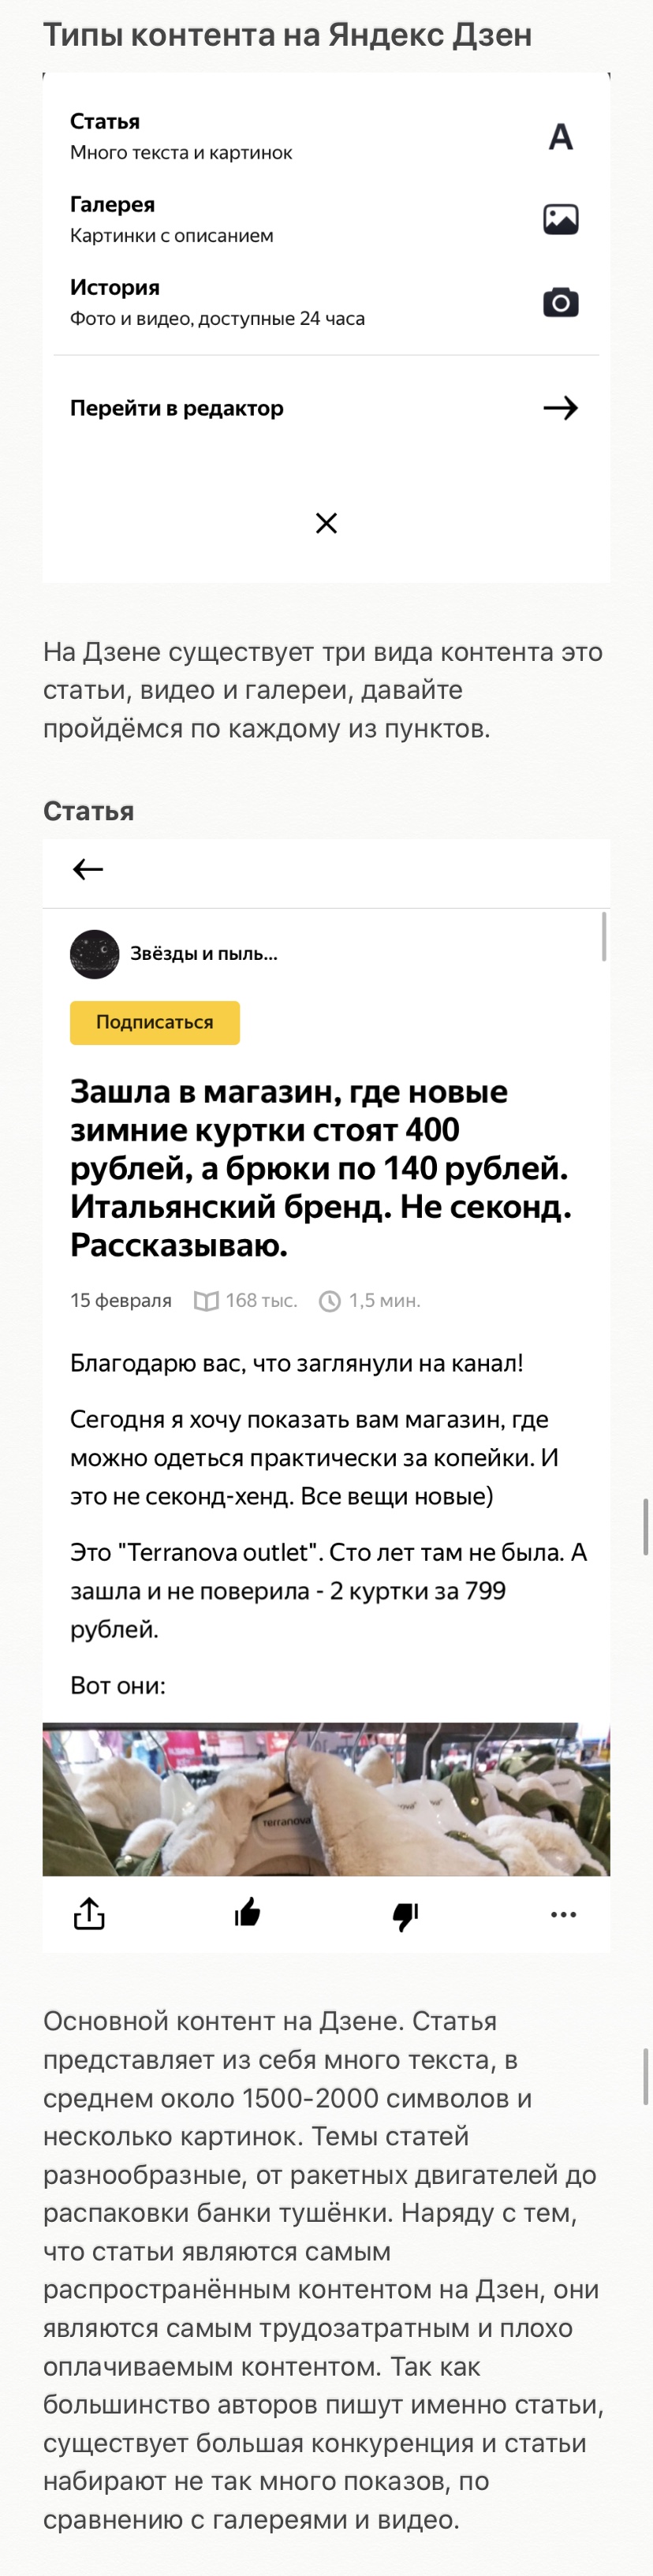 Типы контента на Яндекс Дзен
Статья
Много текста и картинок
A
Галерея
Картинки с описанием
История
Фото и видео, доступные 24 часа
Перейти в редактор
На Дзене существует три вида контента это
статьи, видео и галереи, давайте
пройдёмся по каждому из пунктов.
Статья
Звёзды и пыль...
Подписаться
Зашла в магазин, где новые
зимние куртки стоят 400
рублей, а брюки по 140 рублей.
Итальянский бренд. Не секонд.
Рассказываю.
15 февраля 168 тыс. 1,5 мин.
Благодарю вас, что заглянули на канал!
Сегодня я хочу показать вам магазин, где
можно одеться практически за копейки. И
это не секонд-хенд. Все вещи новые)
Это "Terranova outlet". Сто лет там не была. А
зашла и не поверила - 2 куртки за 799
рублей.
Вот они:
terranova
Основной контент на Дзене. Статья
представляет из себя много текста, в
среднем около 1500-2000 символов и
несколько картинок. Темы статей
разнообразные, от ракетных двигателей до
распаковки банки тушёнки. Наряду с тем,
что статьи являются самым
распространённым контентом на Дзен, они
являются самым трудозатратным и плохо
оплачиваемым контентом. Так как
большинство авторов пишут именно статьи,
существует большая конкуренция и статьи
набирают не так много показов, по
сравнению с галереями и видео.